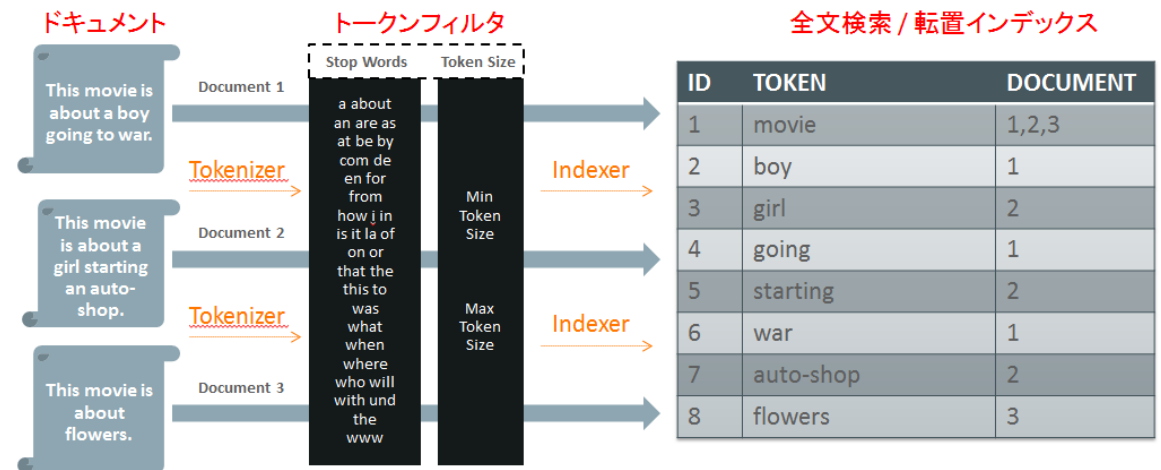 ドキュメント
トークンフィルタ
全文検索 / 転置インデックス
This movie is
about a boy
going to war.
This movie
is about a
girl starting
an auto-
shop.
This movie is
about
flowers.
Document 1
Tokenizer
Document 2
Tokenizer
Document 3
Stop Words
a about
an are as
at be by
com de
en for
from
how i in
is it la of
on or
that the
this to
was
what
when
where
who will
with und
the
www
Token Size
Min
Token
Size
Max
Token
Size
Indexer
Indexer
ID TOKEN DOCUMENT
1 movie 1,2,3
2 boy 1
3 girl 2
4 going 1
5 starting 2
6 war 1
7 auto-shop 2
8 flowers 3